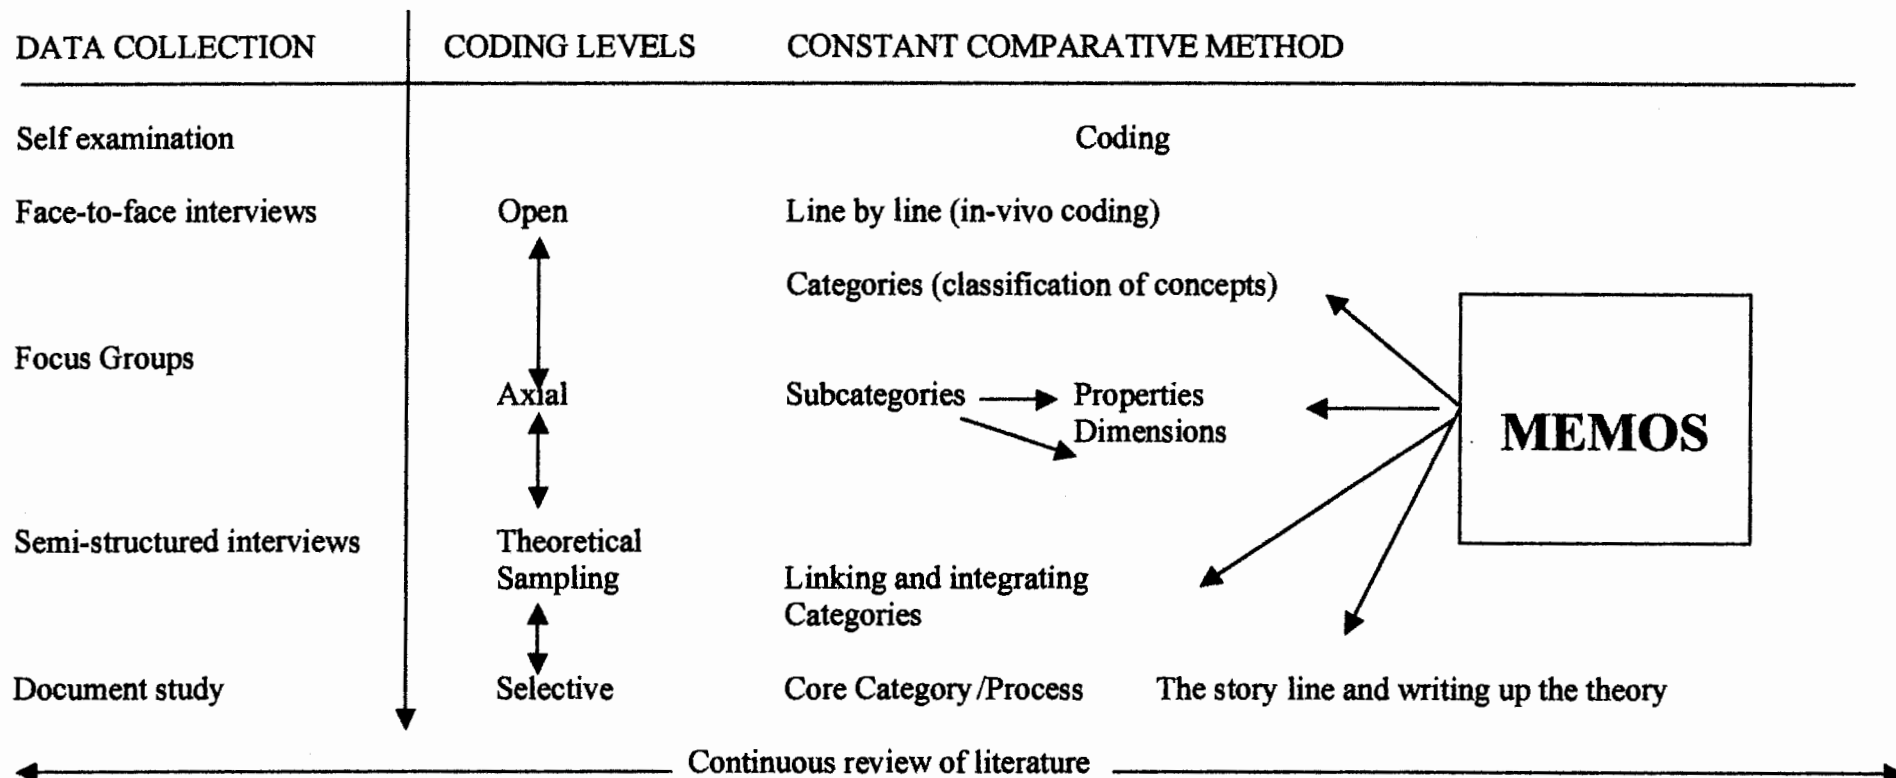 DATA COLLECTION CODING LEVELS CONSTANT COMPARATIVE METHOD
Self examination Coding
Face-to-face interviews Open Line by line (in-vivo coding)
Categories (classification of concepts)
Focus Groups
Axial Subcategories Properties
Dimensions
MEMOS
Semi-structured interviews Theoretical
Sampling Linking and integrating
Categories
Document study Selective Core Category/Process The story line and writing up the theory
Continuous review of literature